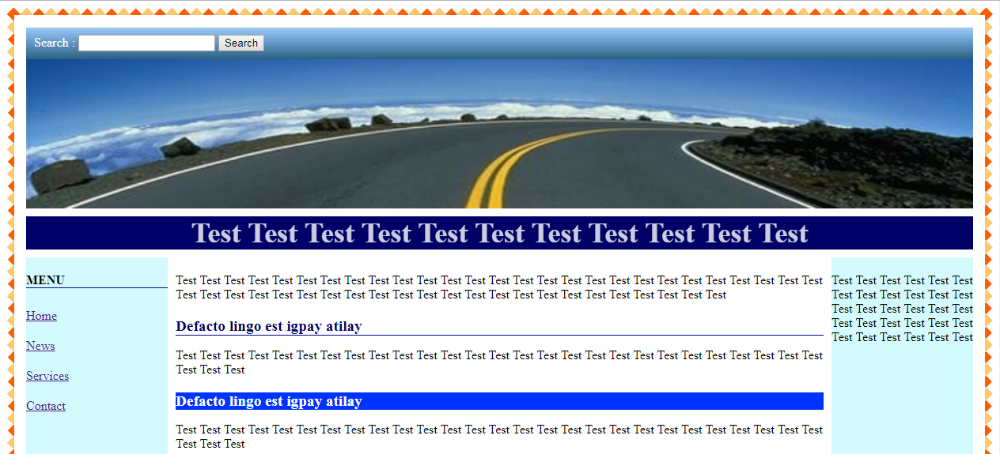 Search :
Search
Test Test Test Test Test Test Test Test Test Test Test
MENU
Home
News
Services
Contact
Test Test Test Test Test Test Test Test Test Test Test Test Test Test Test Test Test Test Test Test Test Test Test Test Test Test Test
Test Test Test Test Test Test Test Test Test Test Test Test Test Test Test Test Test Test Test Test Test Test Test
Defacto lingo est igpay atilay
Test Test Test Test Test Test Test Test Test Test Test Test Test Test Test Test Test Test Test Test Test Test Test Test Test Test Test
Test Test Test
Defacto lingo est igpay atilay
Test Test Test Test Test Test Test Test Test Test Test Test Test Test Test Test Test Test Test Test Test Test Test Test Test Test Test
Test Test Test
Test Test Test Test Test Test
Test Test Test Test Test Test
Test Test Test Test Test Test
Test Test Test Test Test Test
Test Test Test Test Test Test